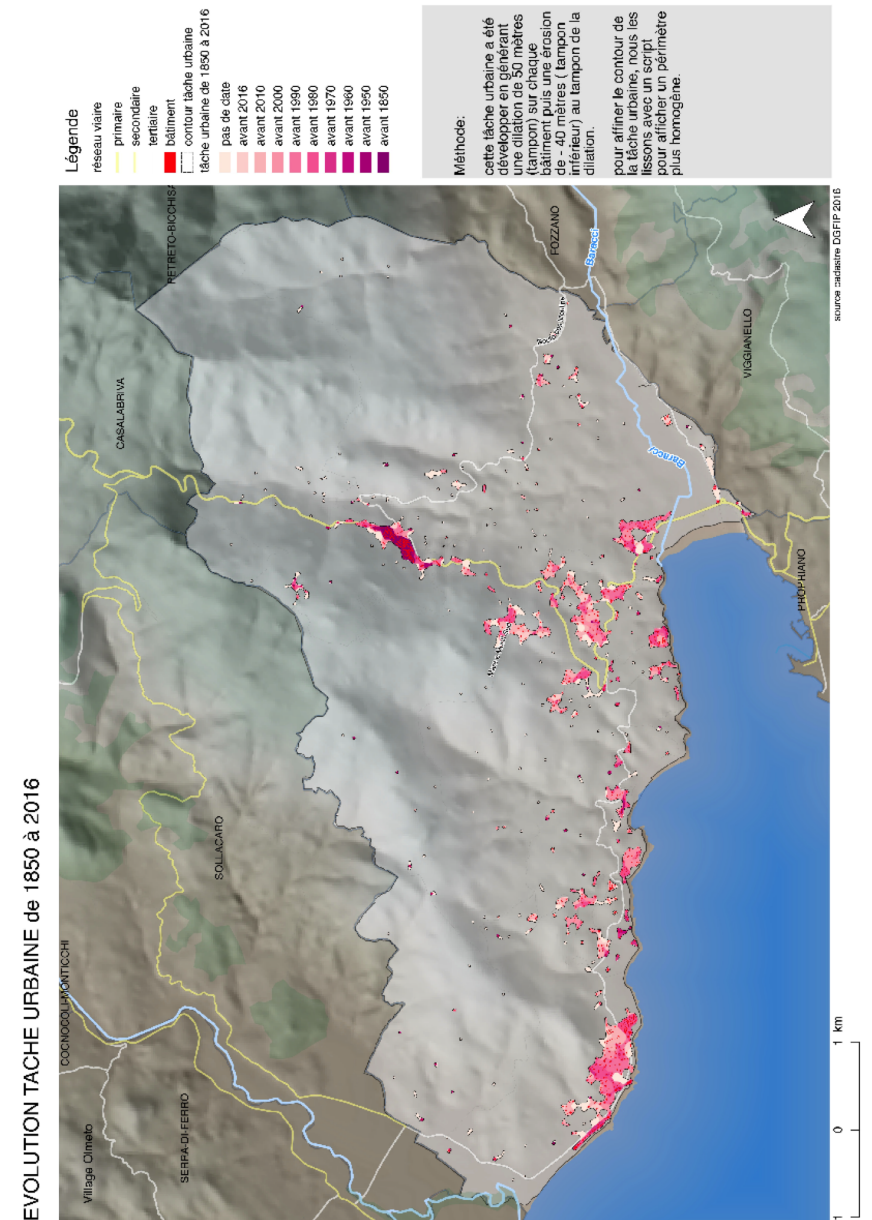 EVOLUTION TACHE URBAINE de 1850 à 2016
Légende
réseau viaire
primaire
secondaire
tertiaire
bâtiment
contour tâche urbaine
tâche urbaine de 1850 à 2016
pas de date
avant 2016
avant 2010
avant 2000
avant 1990
avant 1980
avant 1970
avant 1960
avant 1950
avant 1850
Méthode:
cette tâche urbaine a été
développer en générant
une dilation de 50 mètres
(tampon) sur chaque
bâtiment puis une érosion
de - 40 mètres ( tampon
inférieur) au tampon de la
dilation.
pour affiner le contour de
la tâche urbaine, nous les
lissons avec un script
pour afficher un périmètre
plus homogène.
COGNOCOLI-MONTICCHI
Village Olmeto
SERRA-DI-FERRO
SOLLACARO
CASALABRIVA
PETRETO-BICCHISA
FOZZANO
Baracci
Baracci
VIGGIANELLO
PROPRIANO
1 0 1 km
source cadastre DGFIP 2016